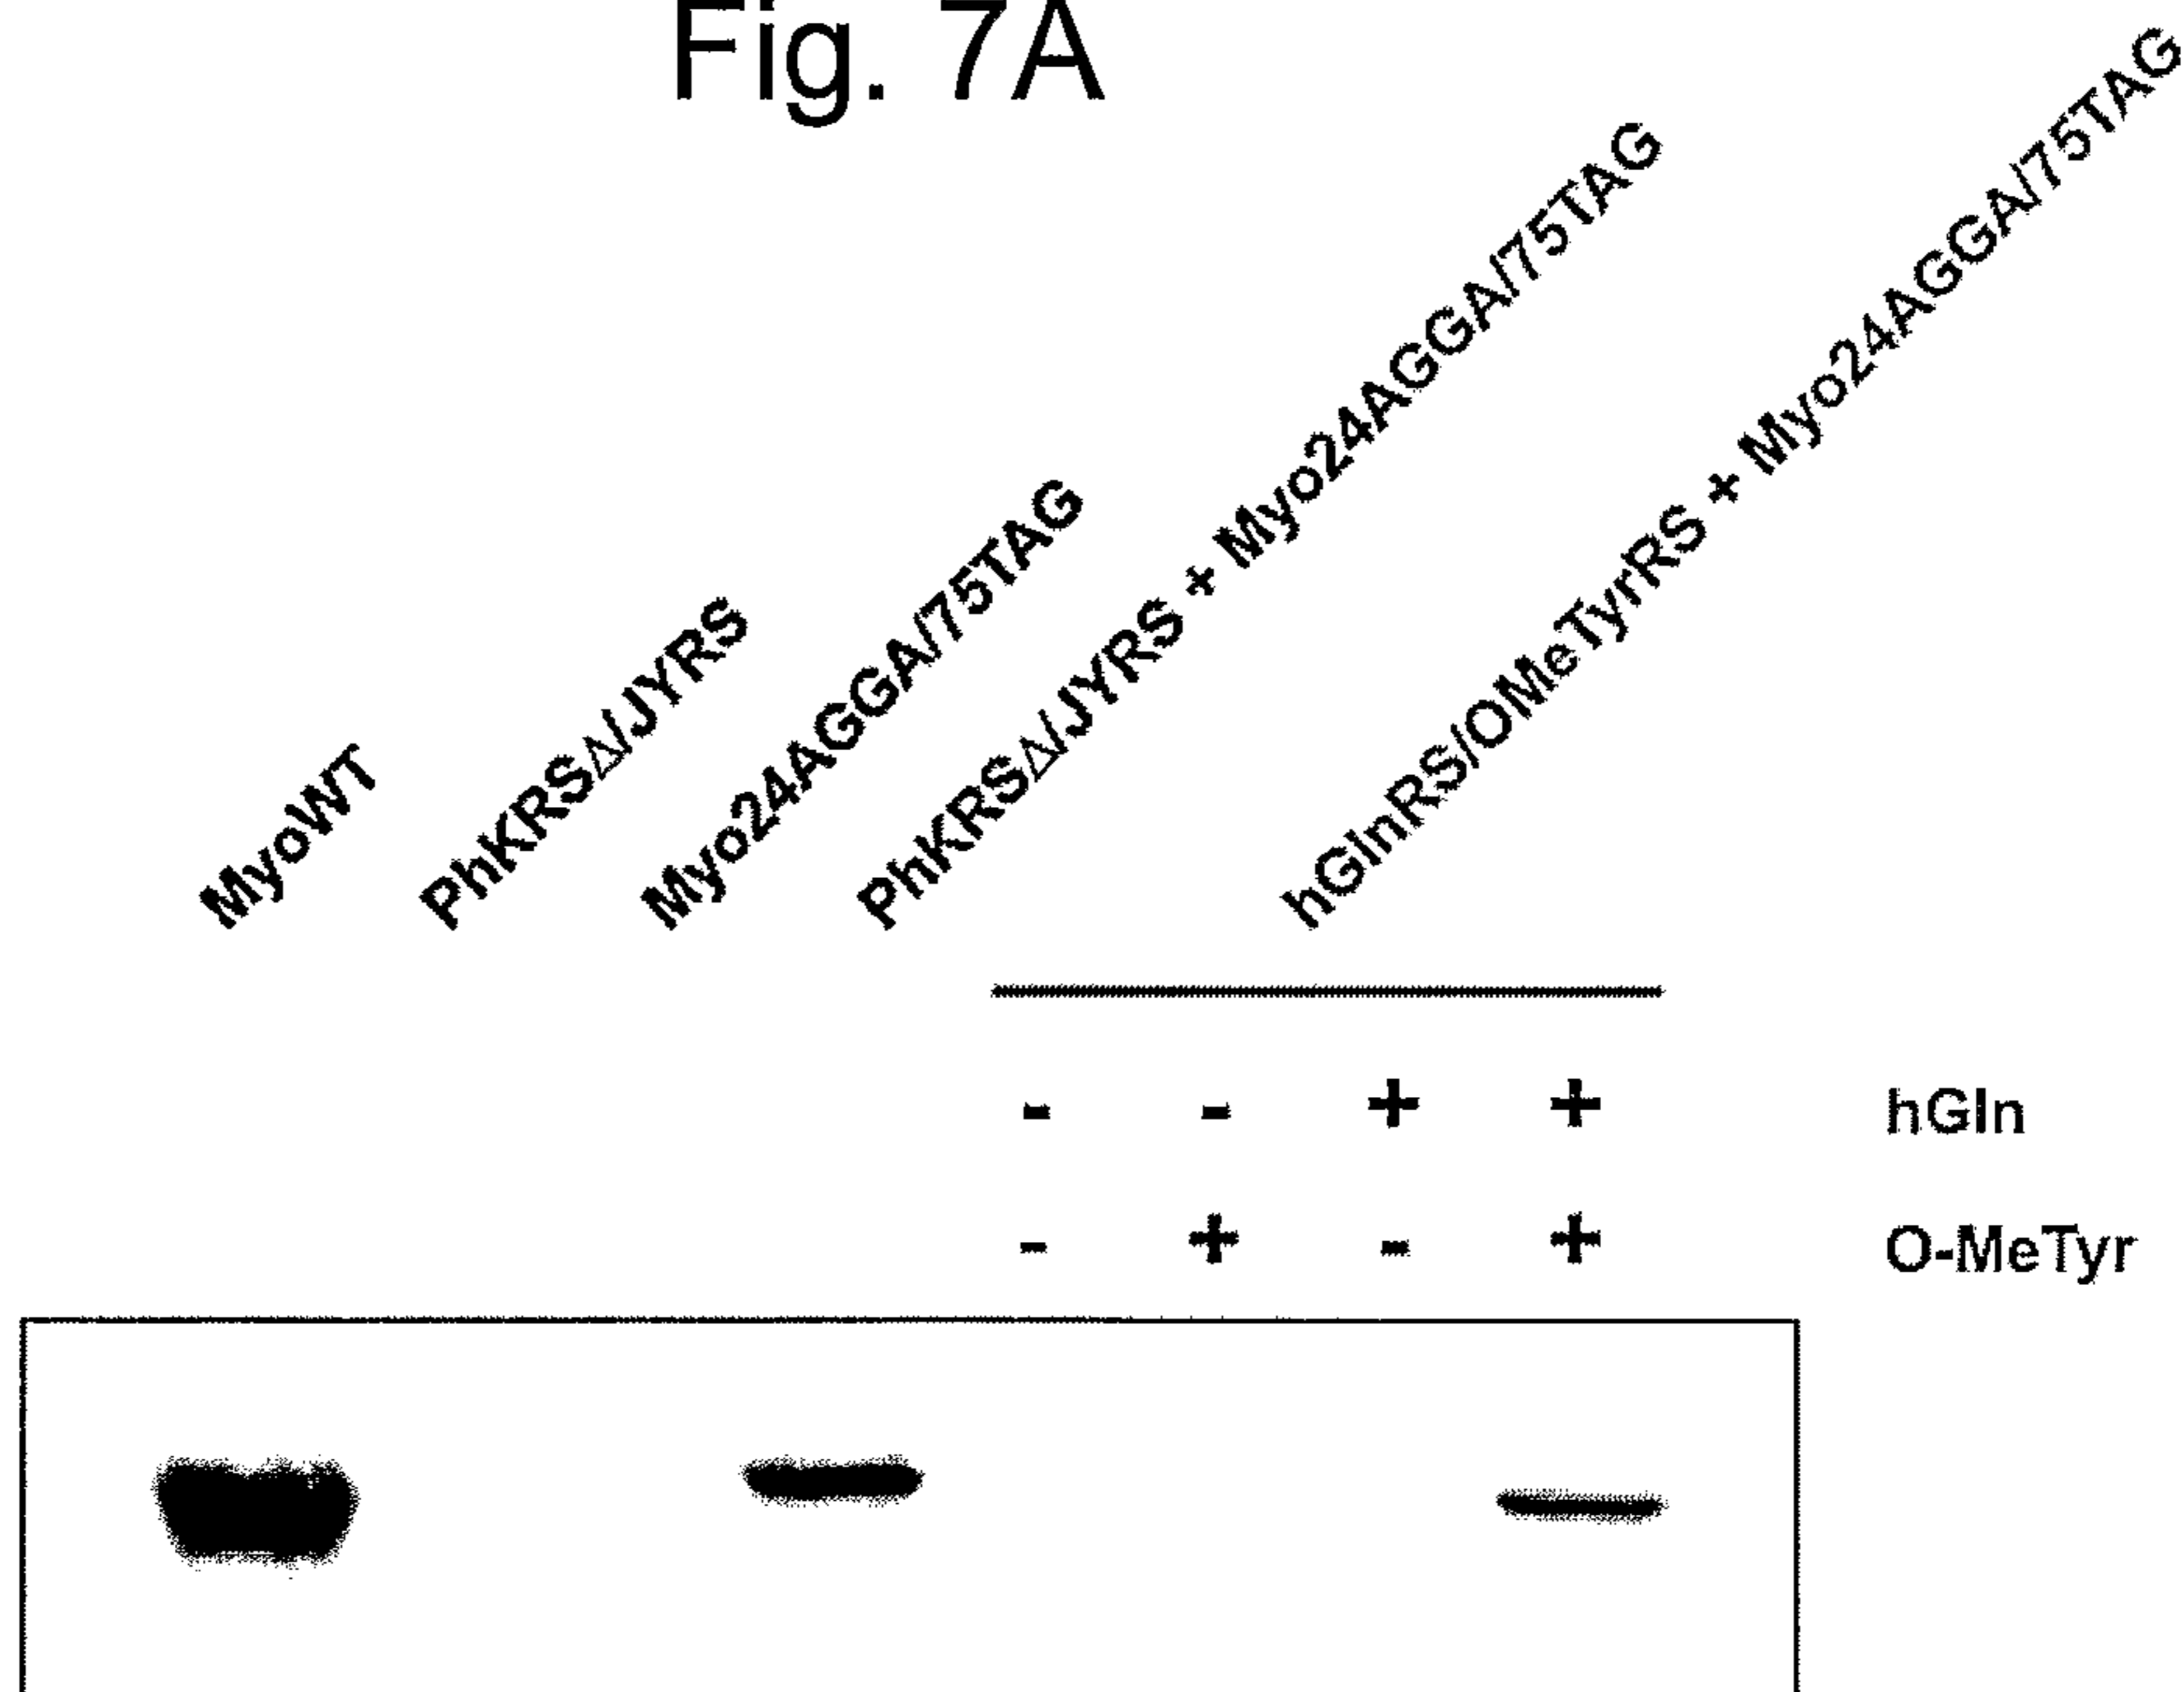 Fig. 7A
MyoWT
PhKRSΔ/JYRS
Myo24AGGA/75TAG
PhKRSΔ/JYRS + Myo24AGGA/75TAG
hGlnRS/OMeTyrRS + Myo24AGGA/75TAG
- - + + hGln
- + - + O-MeTyr